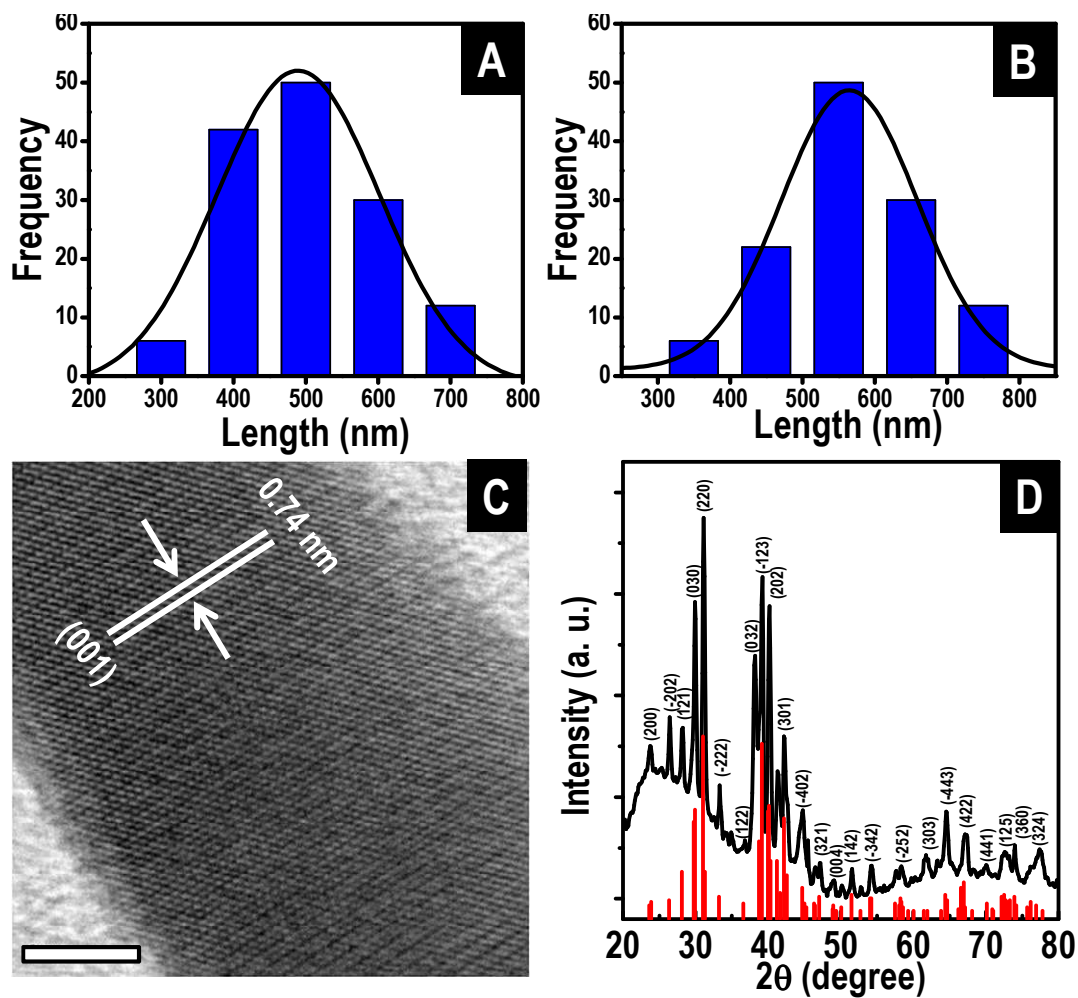 A
60
50
40
30
20
10
0
Frequency
200 300 400 500 600 700 800
Length (nm)
B
60
50
40
30
20
10
0
Frequency
300 400 500 600 700 800
Length (nm)
C
0.74 nm
(001)
D
Intensity (a. u.)
(200)
(-202)
(121)
(030)
(220)
(-222)
(122)
(032)
(-123)
(202)
(301)
(-402)
(321)
(004)
(142)
(-342)
(-252)
(303)
(-443)
(422)
(441)
(125)
(360)
(324)
20 30 40 50 60 70 80
2θ (degree)